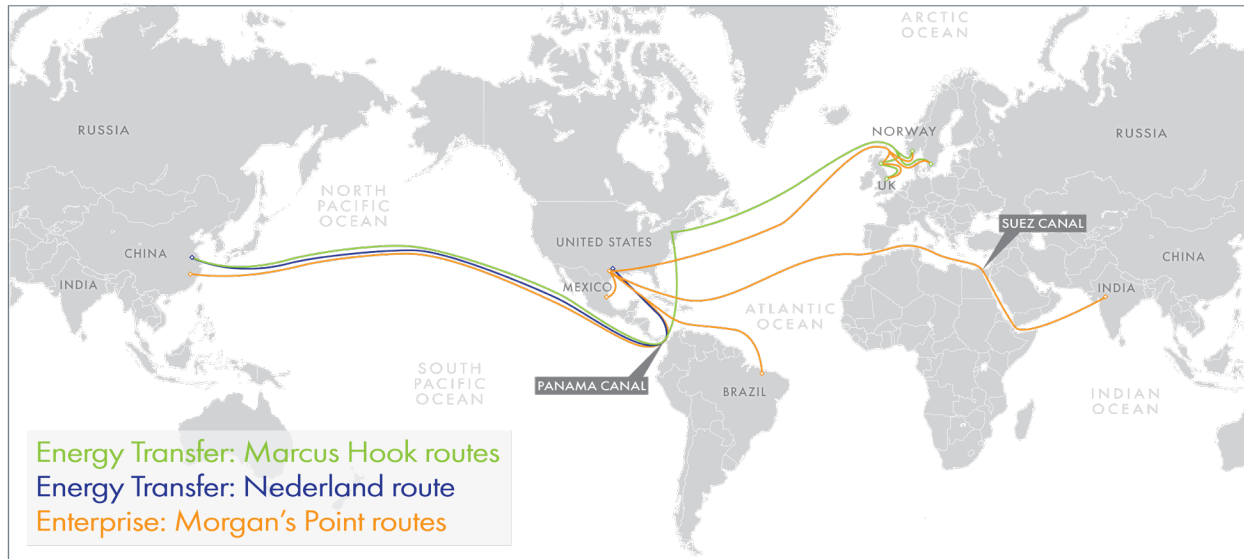 ARCTIC
OCEAN
RUSSIA
NORWAY
RUSSIA
NORTH
PACIFIC
OCEAN
UK
SUEZ CANAL
UNITED STATES
CHINA
CHINA
INDIA
MEXICO
INDIA
ATLANTIC
OCEAN
SOUTH
PACIFIC
OCEAN
PANAMA CANAL
BRAZIL
INDIAN
OCEAN
Energy Transfer: Marcus Hook routes
Energy Transfer: Nederland route
Enterprise: Morgan’s Point routes